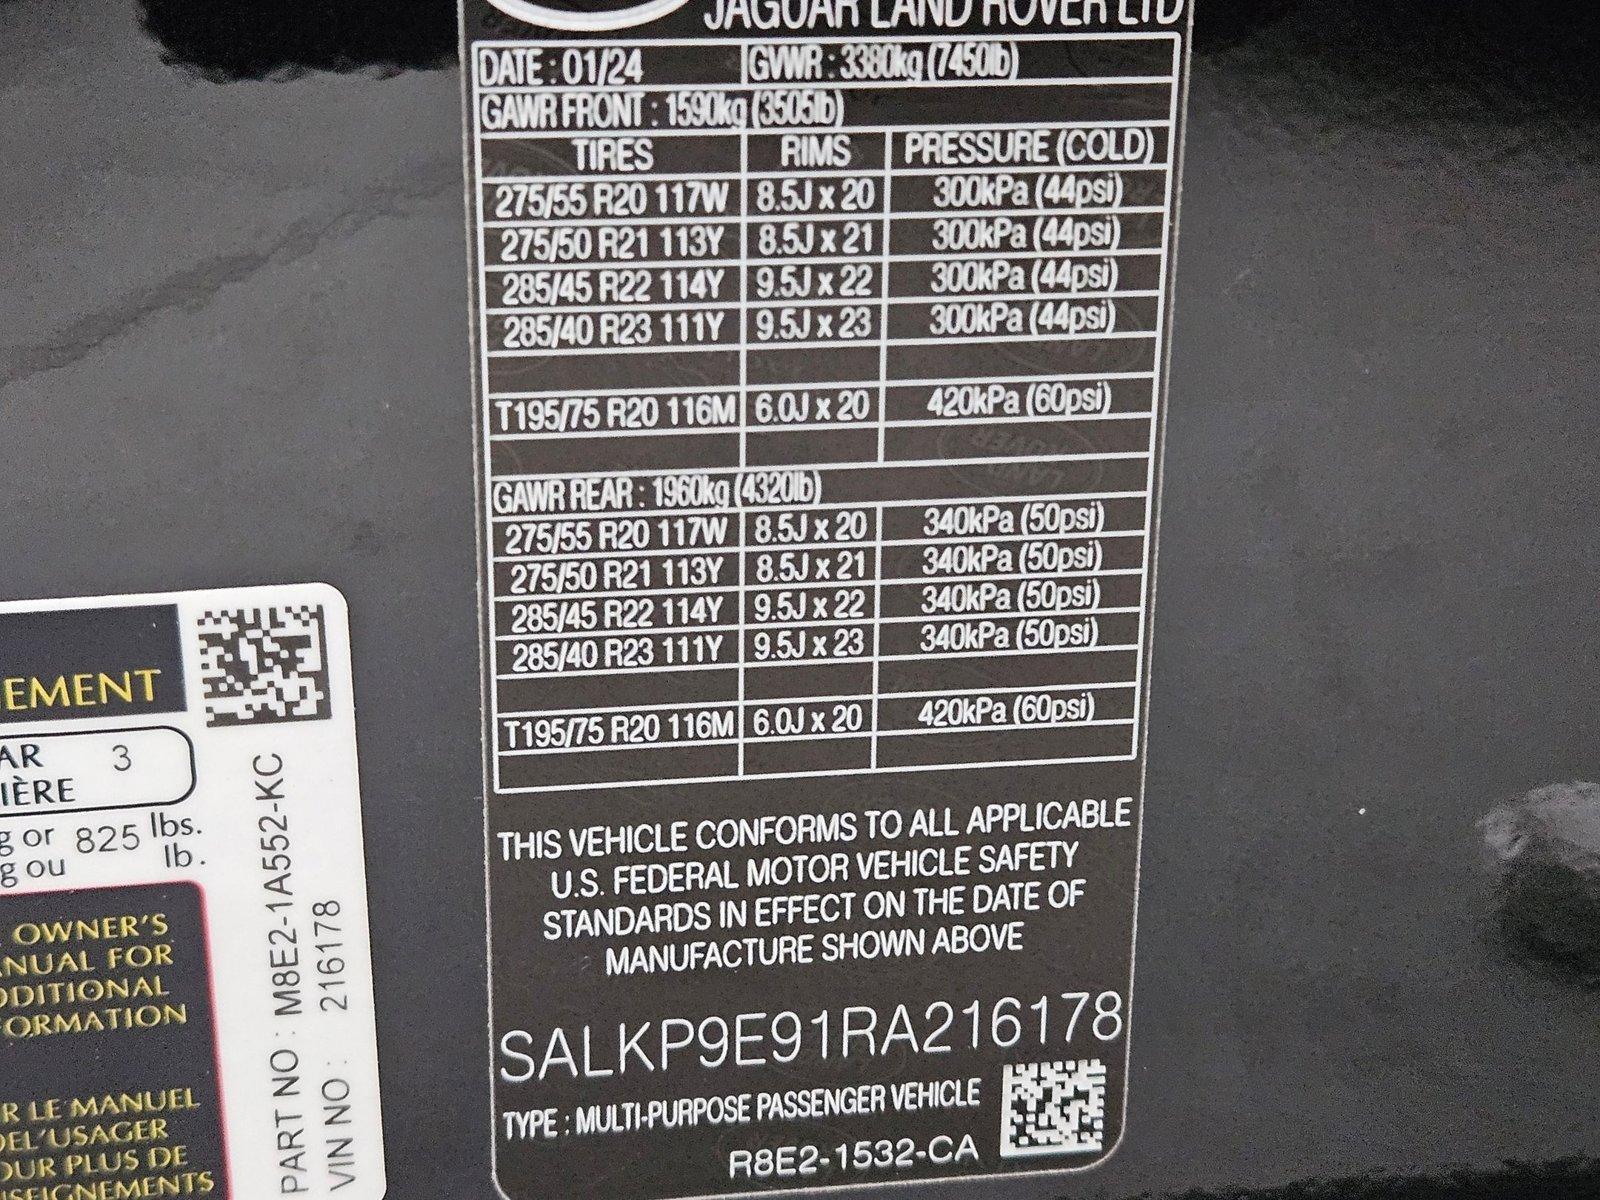 JAGUAR LAND ROVER LTD
DATE : 01/24 GVWR : 3380kg (7450lb)
GAWR FRONT : 1590kg (3505lb)
TIRES RIMS PRESSURE (COLD)
275/55 R20 117W 8.5J x 20 300kPa (44psi)
275/50 R21 113Y 8.5J x 21 300kPa (44psi)
285/45 R22 114Y 9.5J x 22 300kPa (44psi)
285/40 R23 111Y 9.5J x 23 300kPa (44psi)
T195/75 R20 116M 6.0J x 20 420kPa (60psi)
GAWR REAR : 1960kg (4320lb)
275/55 R20 117W 8.5J x 20 340kPa (50psi)
275/50 R21 113Y 8.5J x 21 340kPa (50psi)
285/45 R22 114Y 9.5J x 22 340kPa (50psi)
285/40 R23 111Y 9.5J x 23 340kPa (50psi)
T195/75 R20 116M 6.0J x 20 420kPa (60psi)
THIS VEHICLE CONFORMS TO ALL APPLICABLE
U.S. FEDERAL MOTOR VEHICLE SAFETY
STANDARDS IN EFFECT ON THE DATE OF
MANUFACTURE SHOWN ABOVE
SALKP9E91RA216178
TYPE : MULTI-PURPOSE PASSENGER VEHICLE
R8E2-1532-CA
EMENT
AR 3
IÈRE
g or 825 lbs.
g ou lb.
OWNER'S
NUAL FOR
DDITIONAL
FORMATION
R LE MANUEL
DE L'USAGER
OUR PLUS DE
NSEIGNEMENTS
PART NO : M8E2-1A552-KC
VIN NO : 216178